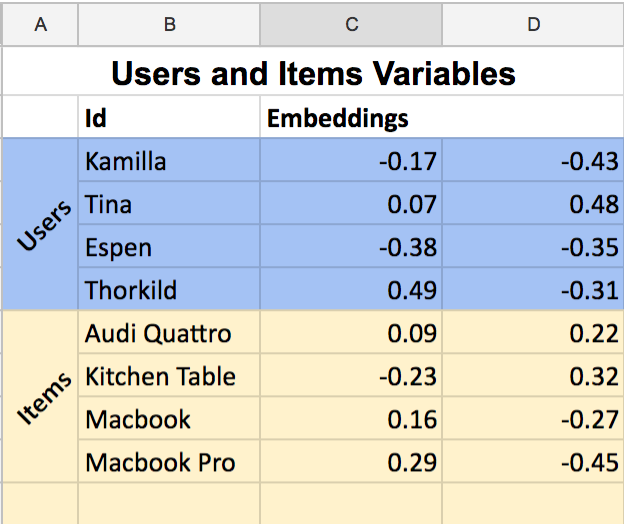 A B C D
Users and Items Variables
Id Embeddings
Users
Kamilla -0.17 -0.43
Tina 0.07 0.48
Espen -0.38 -0.35
Thorkild 0.49 -0.31
Items
Audi Quattro 0.09 0.22
Kitchen Table -0.23 0.32
Macbook 0.16 -0.27
Macbook Pro 0.29 -0.45